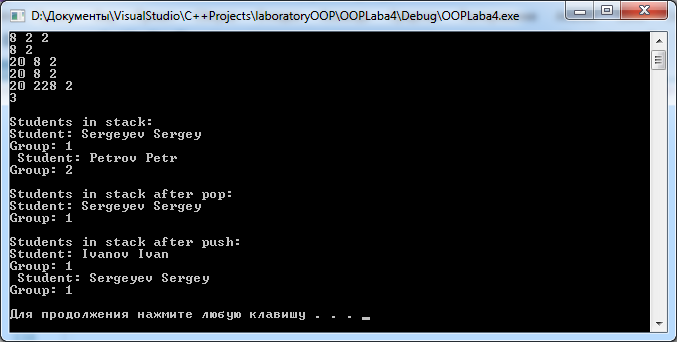 D:\Документы\VisualStudio\C++Projects\laboratoryOOP\OOPLaba4\Debug\OOPLaba4.exe
8 2 2
8 2
20 8 2
20 8 2
20 228 2
3
Students in stack:
Student: Sergeyev Sergey
Group: 1
Student: Petrov Petr
Group: 2
Students in stack after pop:
Student: Sergeyev Sergey
Group: 1
Students in stack after push:
Student: Ivanov Ivan
Group: 1
Student: Sergeyev Sergey
Group: 1
Для продолжения нажмите любую клавишу . . . _